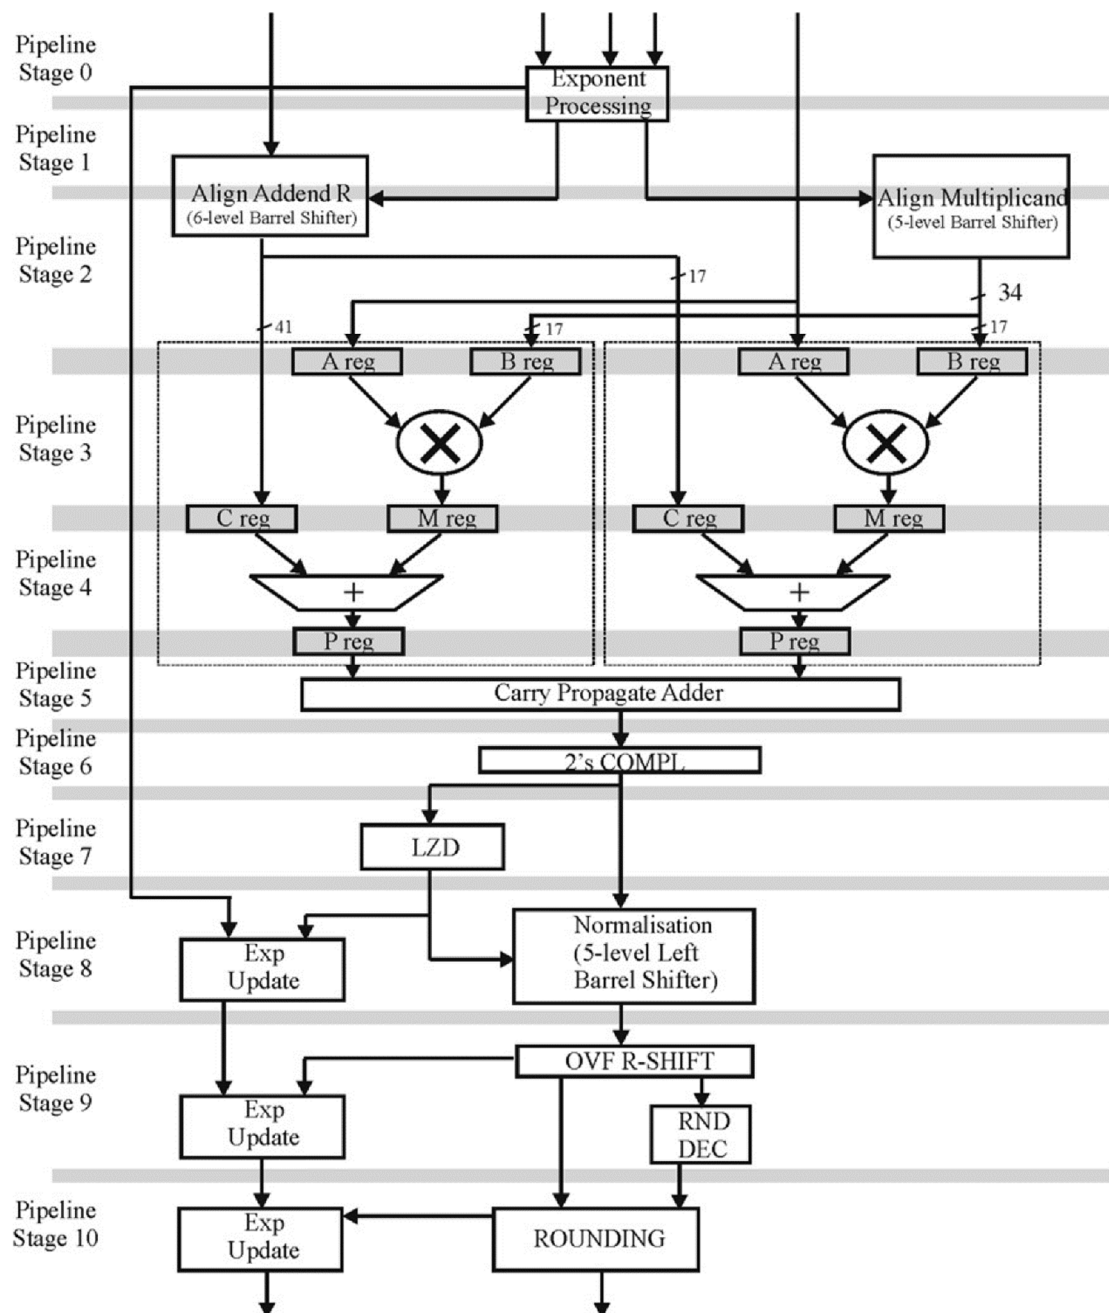 Pipeline
Stage 0
Exponent
Processing
Pipeline
Stage 1
Align Addend R
(6-level Barrel Shifter)
Align Multiplicand
(5-level Barrel Shifter)
Pipeline
Stage 2
17
34
41
17
17
A reg
B reg
A reg
B reg
Pipeline
Stage 3
C reg
M reg
C reg
M reg
Pipeline
Stage 4
+
+
P reg
P reg
Pipeline
Stage 5
Carry Propagate Adder
Pipeline
Stage 6
2's COMPL
Pipeline
Stage 7
LZD
Pipeline
Stage 8
Exp
Update
Normalisation
(5-level Left
Barrel Shifter)
OVF R-SHIFT
Pipeline
Stage 9
Exp
Update
RND
DEC
Pipeline
Stage 10
Exp
Update
ROUNDING